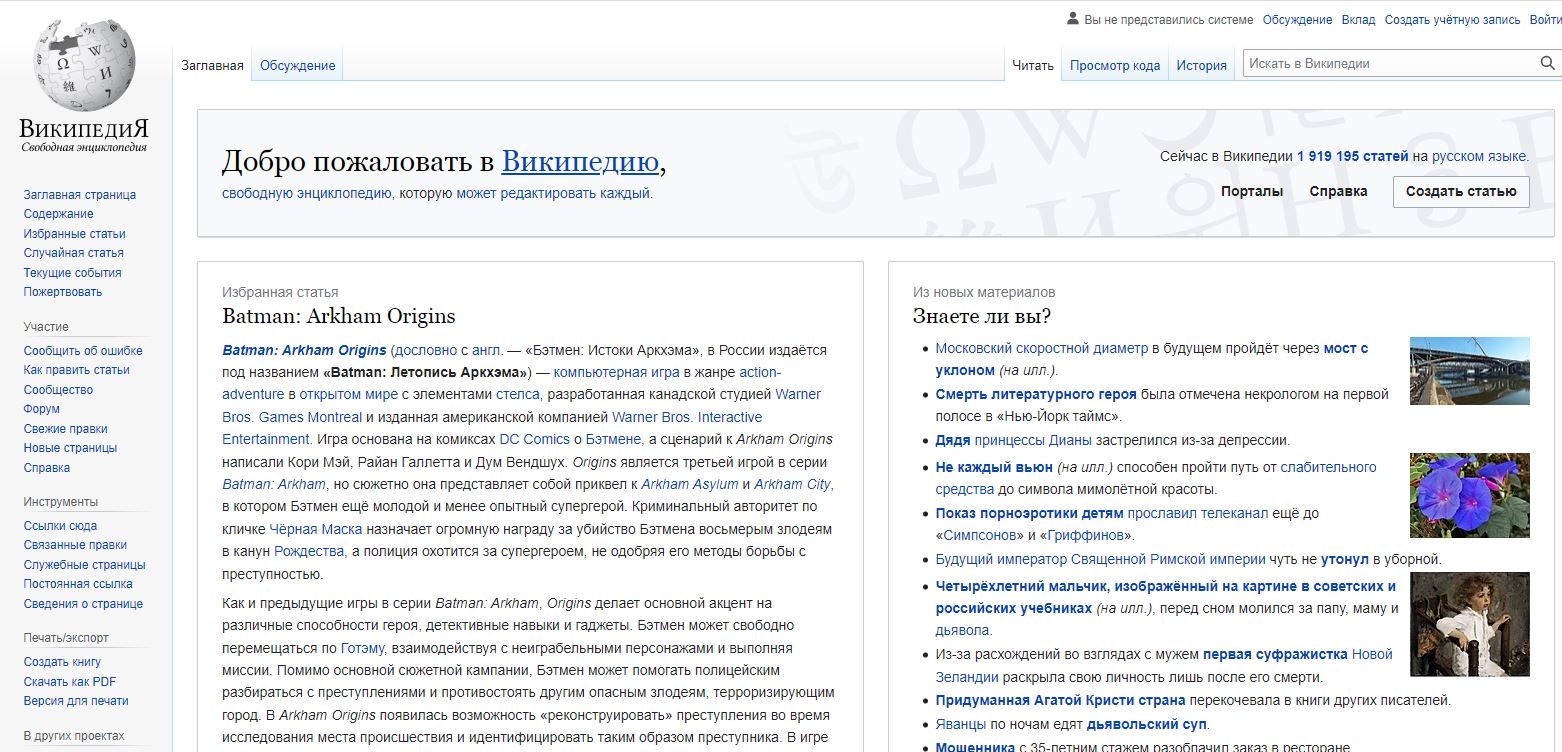 Вы не представились системе Обсуждение Вклад Создать учётную запись Войти
Заглавная Обсуждение Читать Просмотр кода История Искать в Википедии
ВикипедиЯ
Свободная энциклопедия
Заглавная страница
Содержание
Избранные статьи
Случайная статья
Текущие события
Пожертвовать
Участие
Сообщить об ошибке
Как править статьи
Сообщество
Форум
Свежие правки
Новые страницы
Справка
Инструменты
Ссылки сюда
Связанные правки
Служебные страницы
Постоянная ссылка
Сведения о странице
Печать/экспорт
Создать книгу
Скачать как PDF
Версия для печати
В других проектах
Добро пожаловать в Википедию,
свободную энциклопедию, которую может редактировать каждый.
Сейчас в Википедии 1 919 195 статей на русском языке.
Порталы Справка Создать статью
Избранная статья
Batman: Arkham Origins
Batman: Arkham Origins (дословно с англ. — «Бэтмен: Истоки Аркхэма», в России издаётся
под названием «Batman: Летопись Аркхэма») — компьютерная игра в жанре action-
adventure в открытом мире с элементами стелса, разработанная канадской студией Warner
Bros. Games Montreal и изданная американской компанией Warner Bros. Interactive
Entertainment. Игра основана на комиксах DC Comics о Бэтмене, а сценарий к Arkham Origins
написали Кори Мэй, Райан Галлетта и Дум Вендшух. Origins является третьей игрой в серии
Batman: Arkham, но сюжетно она представляет собой приквел к Arkham Asylum и Arkham City,
в котором Бэтмен ещё молодой и менее опытный супергерой. Криминальный авторитет по
кличке Чёрная Маска назначает огромную награду за убийство Бэтмена восьмерым злодеям
в канун Рождества, а полиция охотится за супергероем, не одобряя его методы борьбы с
преступностью.
Как и предыдущие игры в серии Batman: Arkham, Origins делает основной акцент на
различные способности героя, детективные навыки и гаджеты. Бэтмен может свободно
перемещаться по Готэму, взаимодействуя с неиграбельными персонажами и выполняя
миссии. Помимо основной сюжетной кампании, Бэтмен может помогать полицейским
разбираться с преступлениями и противостоять другим опасным злодеям, терроризирующим
город. В Arkham Origins появилась возможность «реконструировать» преступления во время
исследования места происшествия и идентифицировать таким образом преступника. В игре
Из новых материалов
Знаете ли вы?
Московский скоростной диаметр в будущем пройдёт через мост с
уклоном (на илл.).
Смерть литературного героя была отмечена некрологом на первой
полосе в «Нью-Йорк таймс».
Дядя принцессы Дианы застрелился из-за депрессии.
Не каждый вьюн (на илл.) способен пройти путь от слабительного
средства до символа мимолётной красоты.
Показ порноэротики детям прославил телеканал ещё до
«Симпсонов» и «Гриффинов».
Будущий император Священной Римской империи чуть не утонул в уборной.
Четырёхлетний мальчик, изображённый на картине в советских и
российских учебниках (на илл.), перед сном молился за папу, маму и
дьявола.
Из-за расхождений во взглядах с мужем первая суфражистка Новой
Зеландии раскрыла свою личность лишь после его смерти.
Придуманная Агатой Кристи страна перекочевала в книги других писателей.
Яванцы по ночам едят дьявольский суп.
Мошенника с 35-летним стажем разоблачил заказ в ресторане